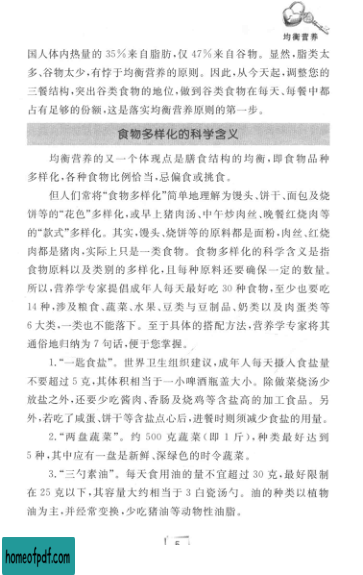 均衡营养
国人体内热量的 35%来自脂肪,仅 47%来自谷物。显然,脂类太
多、谷物太少,有悖于均衡营养的原则。因此,从今天起,调整您的
三餐结构,突出谷类食物的地位,做到谷类食物在每天、每餐中都
占有足够的份额,这是落实均衡营养原则的第一步。
食物多样化的科学含义
均衡营养的又一个体现点是膳食结构的均衡,即食物品种
多样化,各种食物比例恰当,忌偏食或挑食。
但人们常将“食物多样化”简单地理解为馒头、饼干、面包及烧
饼等的“花色”多样化,或早上猪肉汤、中午炒肉丝、晚餐红烧肉等
的“款式”多样化。其实,馒头、烧饼等的原料都是面粉,肉丝、红烧
肉都是猪肉,实际上只是一类食物。食物多样化的科学含义是指
食物原料以及类别的多样化,且每种原料还要确保一定的数量。
所以,营养学专家提倡成年人每天最好吃 30 种食物,至少也要吃
14 种,涉及粮食、蔬菜、水果、豆类与豆制品、奶类以及肉蛋类等
6 大类,一类也不能落下。至于具体的搭配方法,营养学专家将其
通俗地归纳为 7 句话,便于您掌握。
1.“一匙食盐”。世界卫生组织建议,成年人每天摄入食盐量
不要超过 5 克,其体积相当于一小啤酒瓶盖大小。除做菜烧汤少
放盐之外,还要少吃酱肉、香肠及烧鸡等含盐高的加工食品。另
外,若吃了咸蛋、饼干等含盐点心后,进餐时则须减少食盐的用量。
2.“两盘蔬菜”。约 500 克蔬菜(即 1 斤),种类最好达到
5 种,其中应有一盘是新鲜、深绿色的时令蔬菜。
3.“三勺素油”。每天食用油的量不宜超过 30 克,最好限制
在 25 克以下,其容量大约相当于 3 白瓷汤勺。油的种类以植物
油为主,并经常变换,少吃猪油等动物性油脂。
5
homeofpdf.com